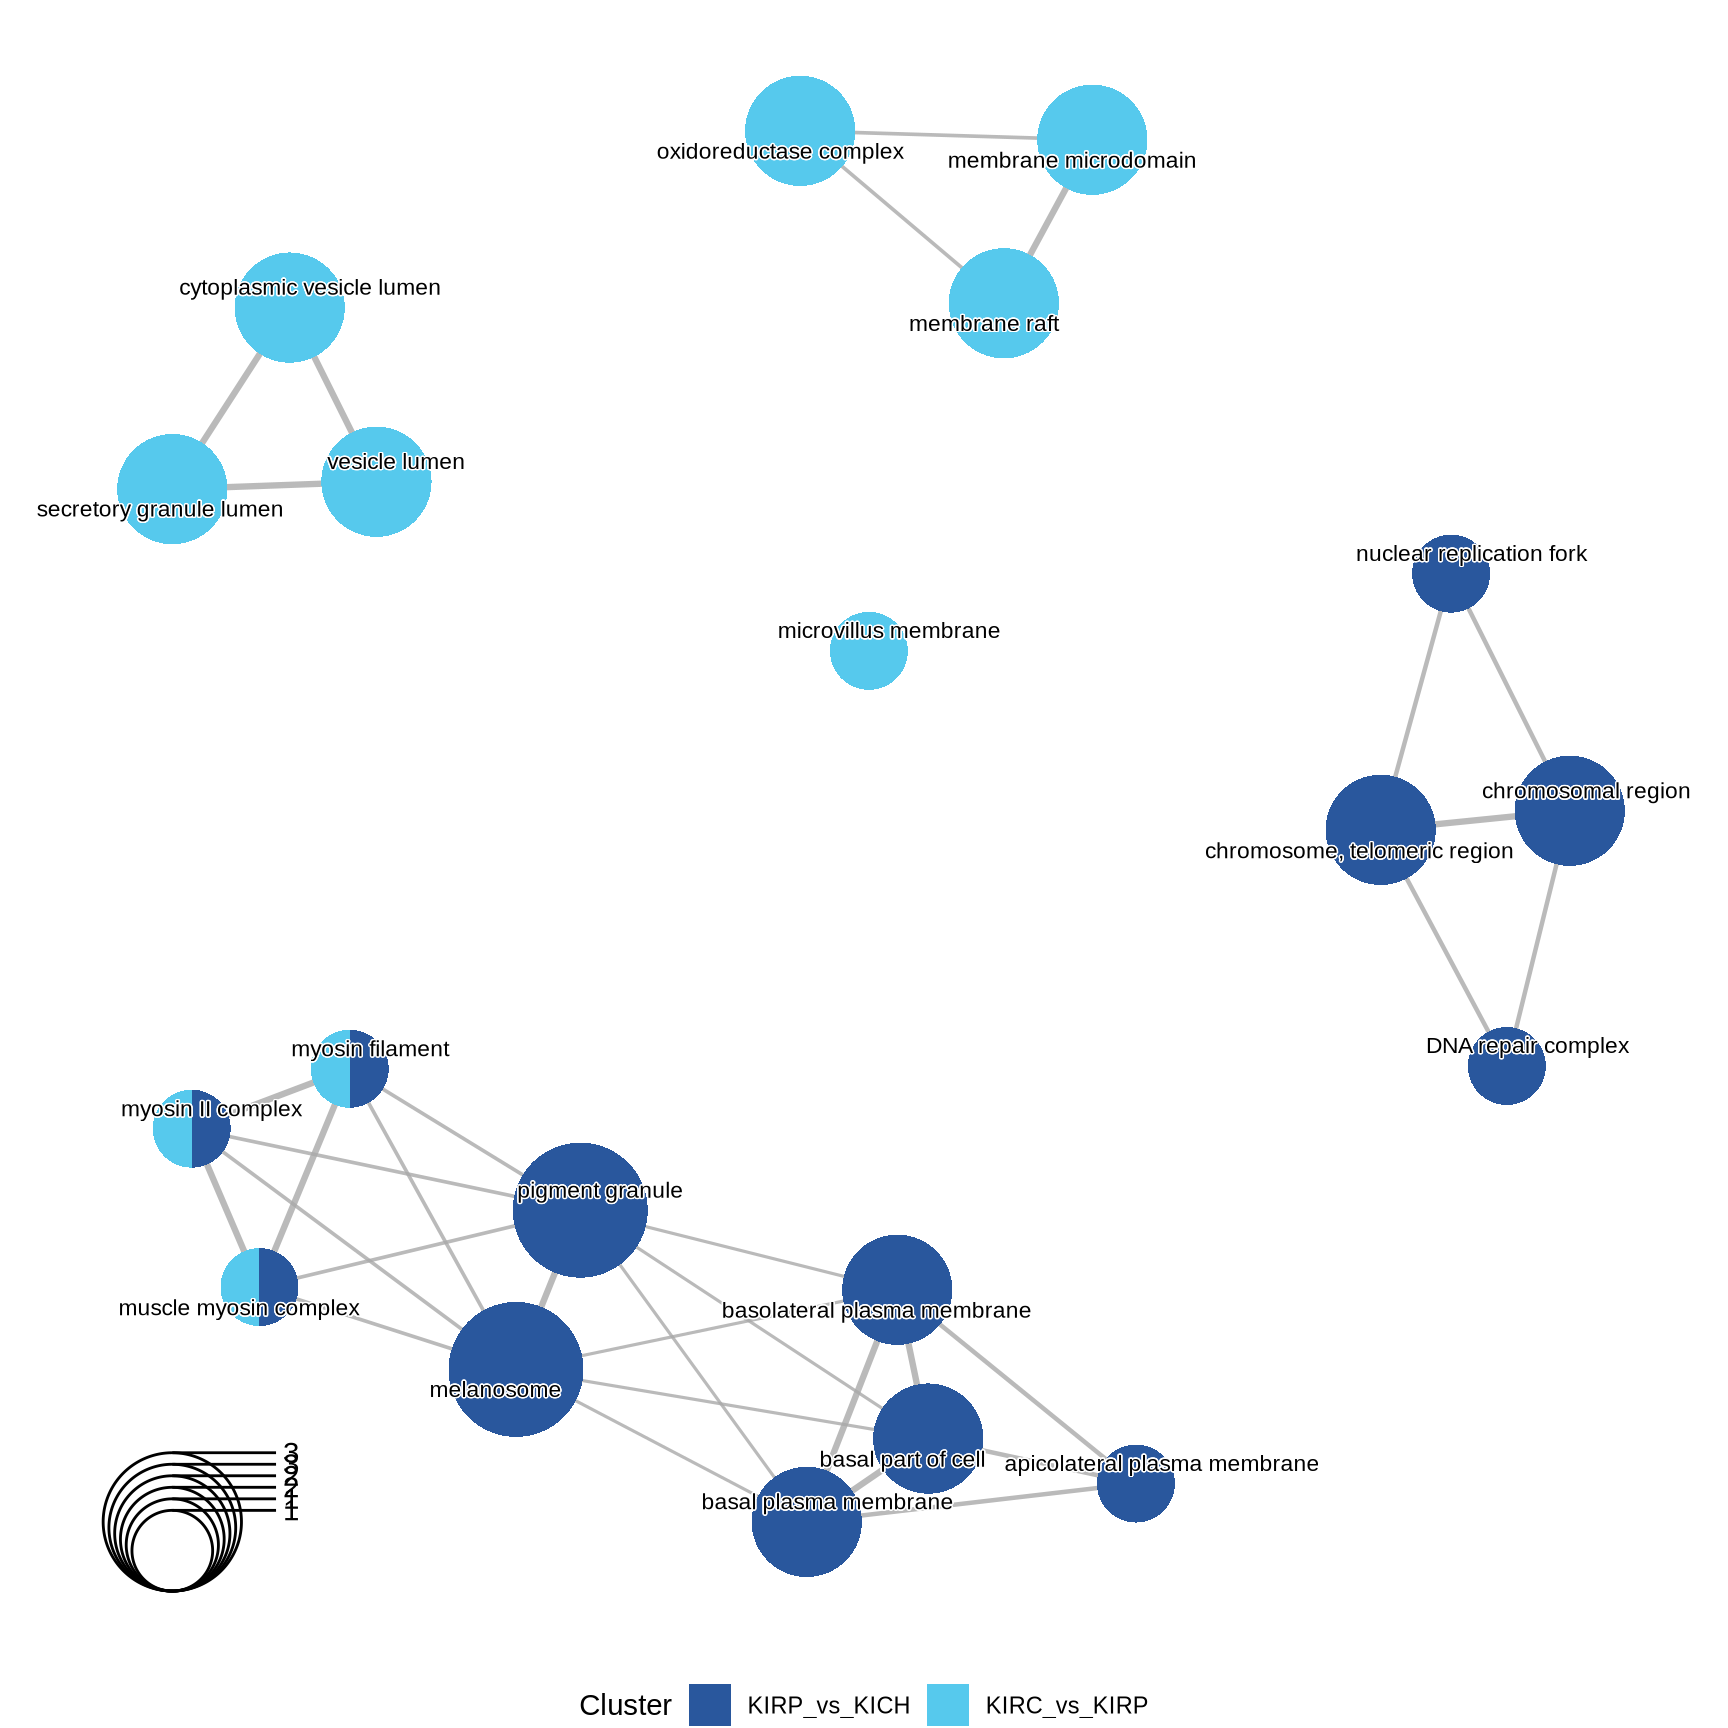 oxidoreductase complex
membrane microdomain
membrane raft
cytoplasmic vesicle lumen
vesicle lumen
secretory granule lumen
nuclear replication fork
microvillus membrane
chromosomal region
chromosome, telomeric region
DNA repair complex
myosin filament
myosin II complex
pigment granule
muscle myosin complex
basolateral plasma membrane
melanosome
basal part of cell
apicolateral plasma membrane
basal plasma membrane
3
3
2
2
1
1
Cluster KIRP_vs_KICH KIRC_vs_KIRP